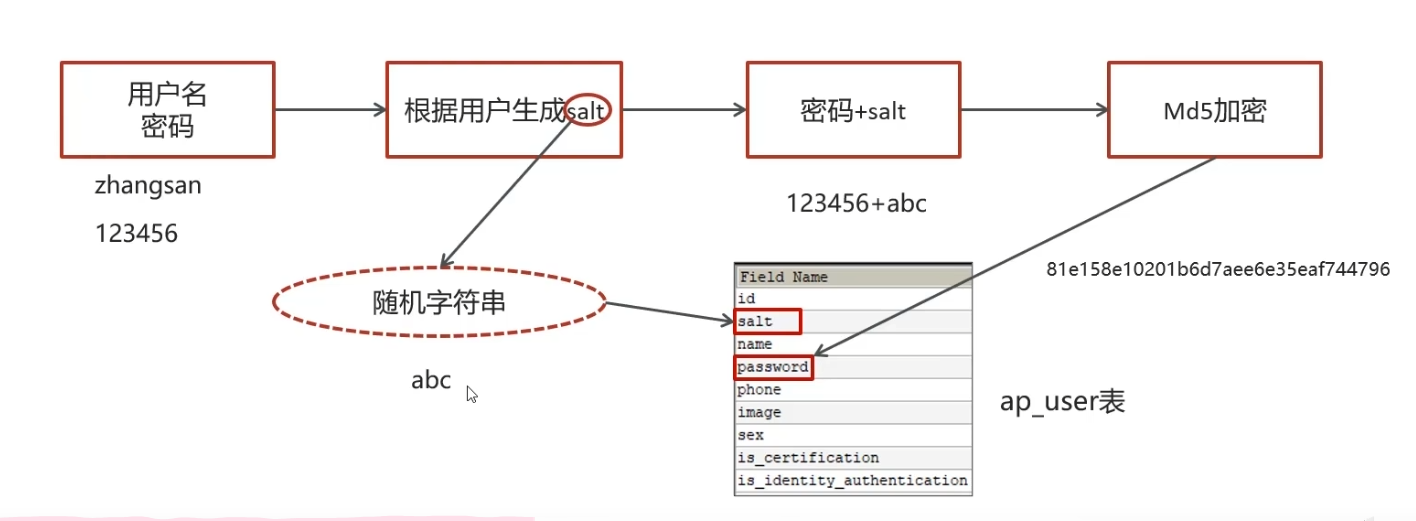 用户名
密码
根据用户生成salt
密码+salt
Md5加密
zhangsan
123456
123456+abc
随机字符串
abc
81e158e10201b6d7aee6e35eaf744796
Field Name
id
salt
name
password
phone
image
sex
is_certification
is_identity_authentication
ap_user表